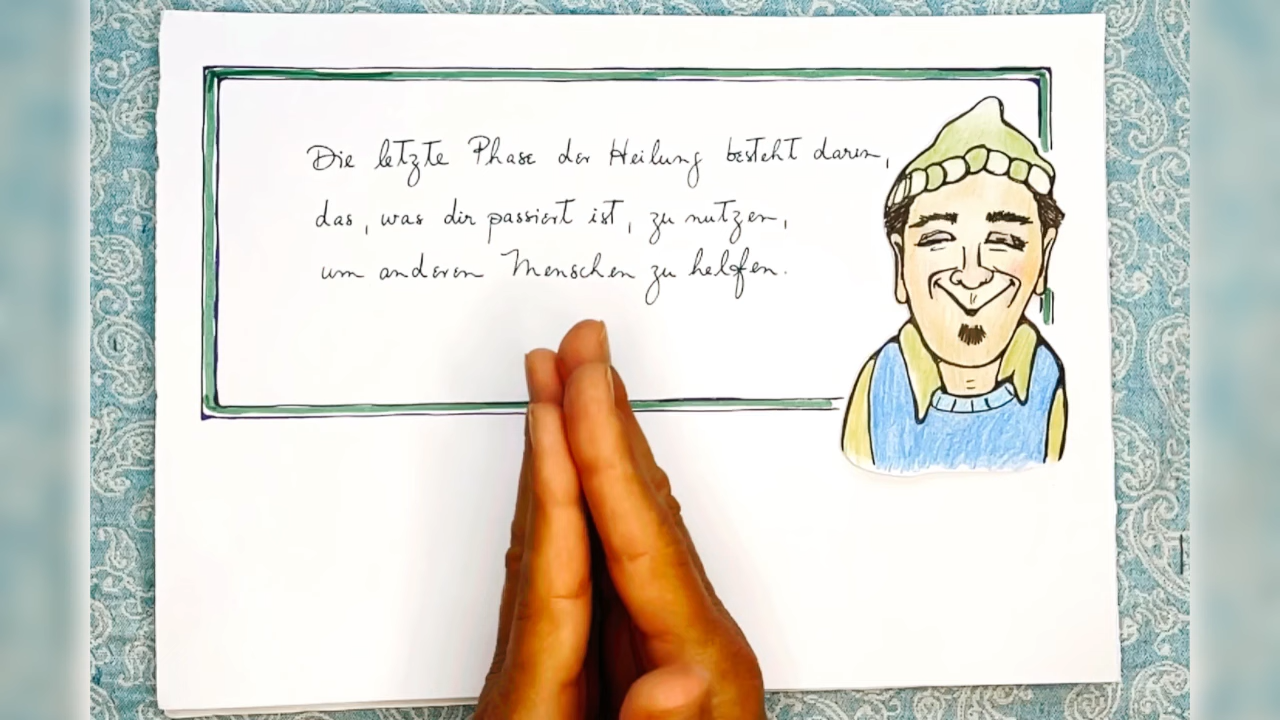 Die letzte Phase der Heilung besteht darin,
das, was dir passiert ist, zu nutzen,
um anderen Menschen zu helfen.